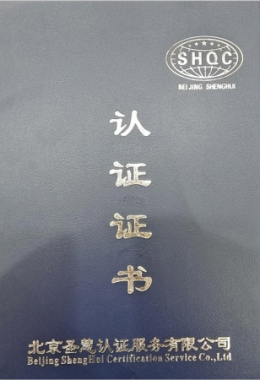 SHQC
BEIJING SHENGHUI
认
证
证
书
北京圣慧认证服务有限公司
Beijing ShengHui Certification Service Co.,Ltd